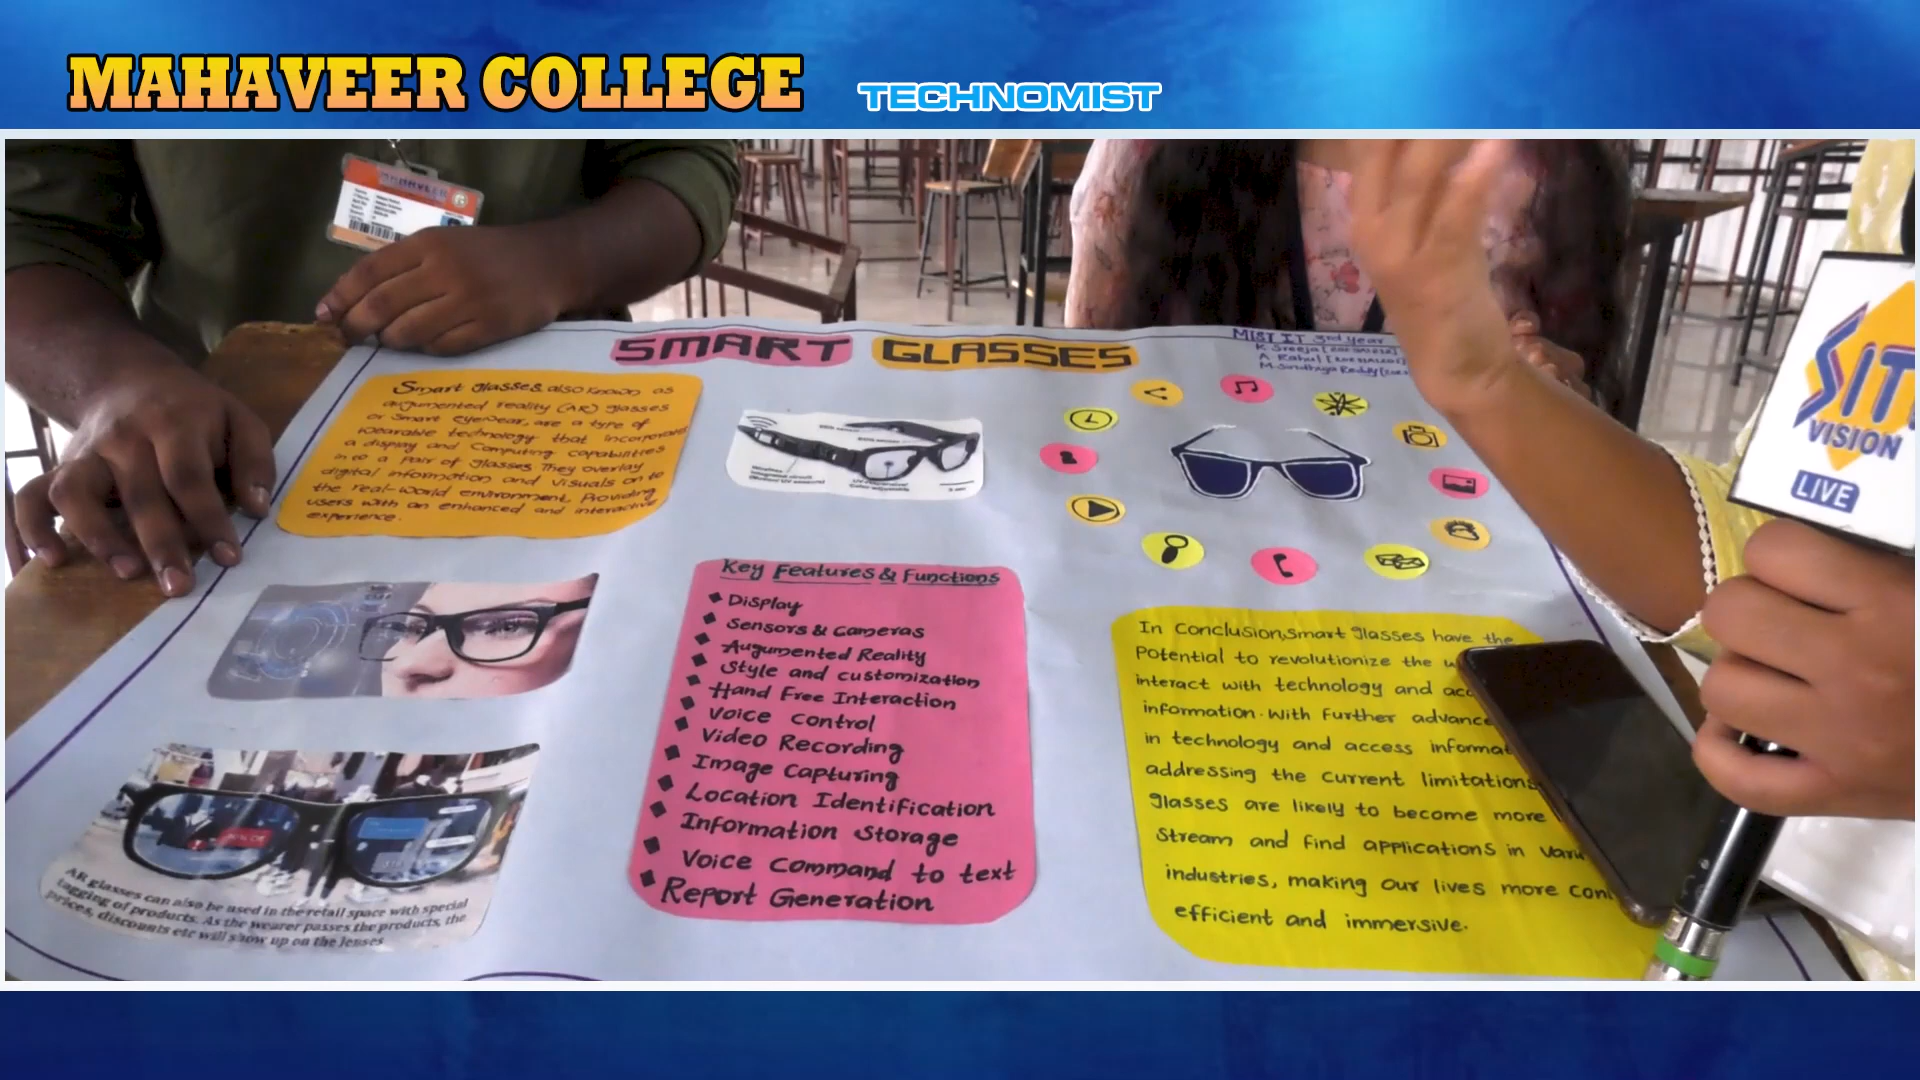 MAHAVEER COLLEGE
TECHNOMIST
MAHAVEER
SMART GLASSES
MIST IT 3rd year
K Sreeja
A Rahul
M. Sindhuja Reddy
Smart glasses also known as
augmented reality (AR) glasses
or smart eyewear, are a type of
wearable technology that incorporates
a display and computing capabilities
into a pair of glasses They overlay
digital information and visuals on to
the real-world environment, Providing
users with an enhanced and interactive
experience.
Key Features & Functions
Display
Sensors & Cameras
Augumented Reality
Style and customization
Hand Free Interaction
Voice Control
Video Recording
Image Capturing
Location Identification
Information Storage
Voice Command to text
Report Generation
In Conclusion, smart glasses have the
Potential to revolutionize the
interact with technology and
information. With further
in technology and access
addressing the current limitations
glasses are likely to become more
stream and find applications in
industries, making our lives more
efficient and immersive.
AR glasses can also be used in the retail space with special
tagging of products. As the wearer passes the products, the
prices, discounts etc will show up on the lenses
SIT
VISION
LIVE